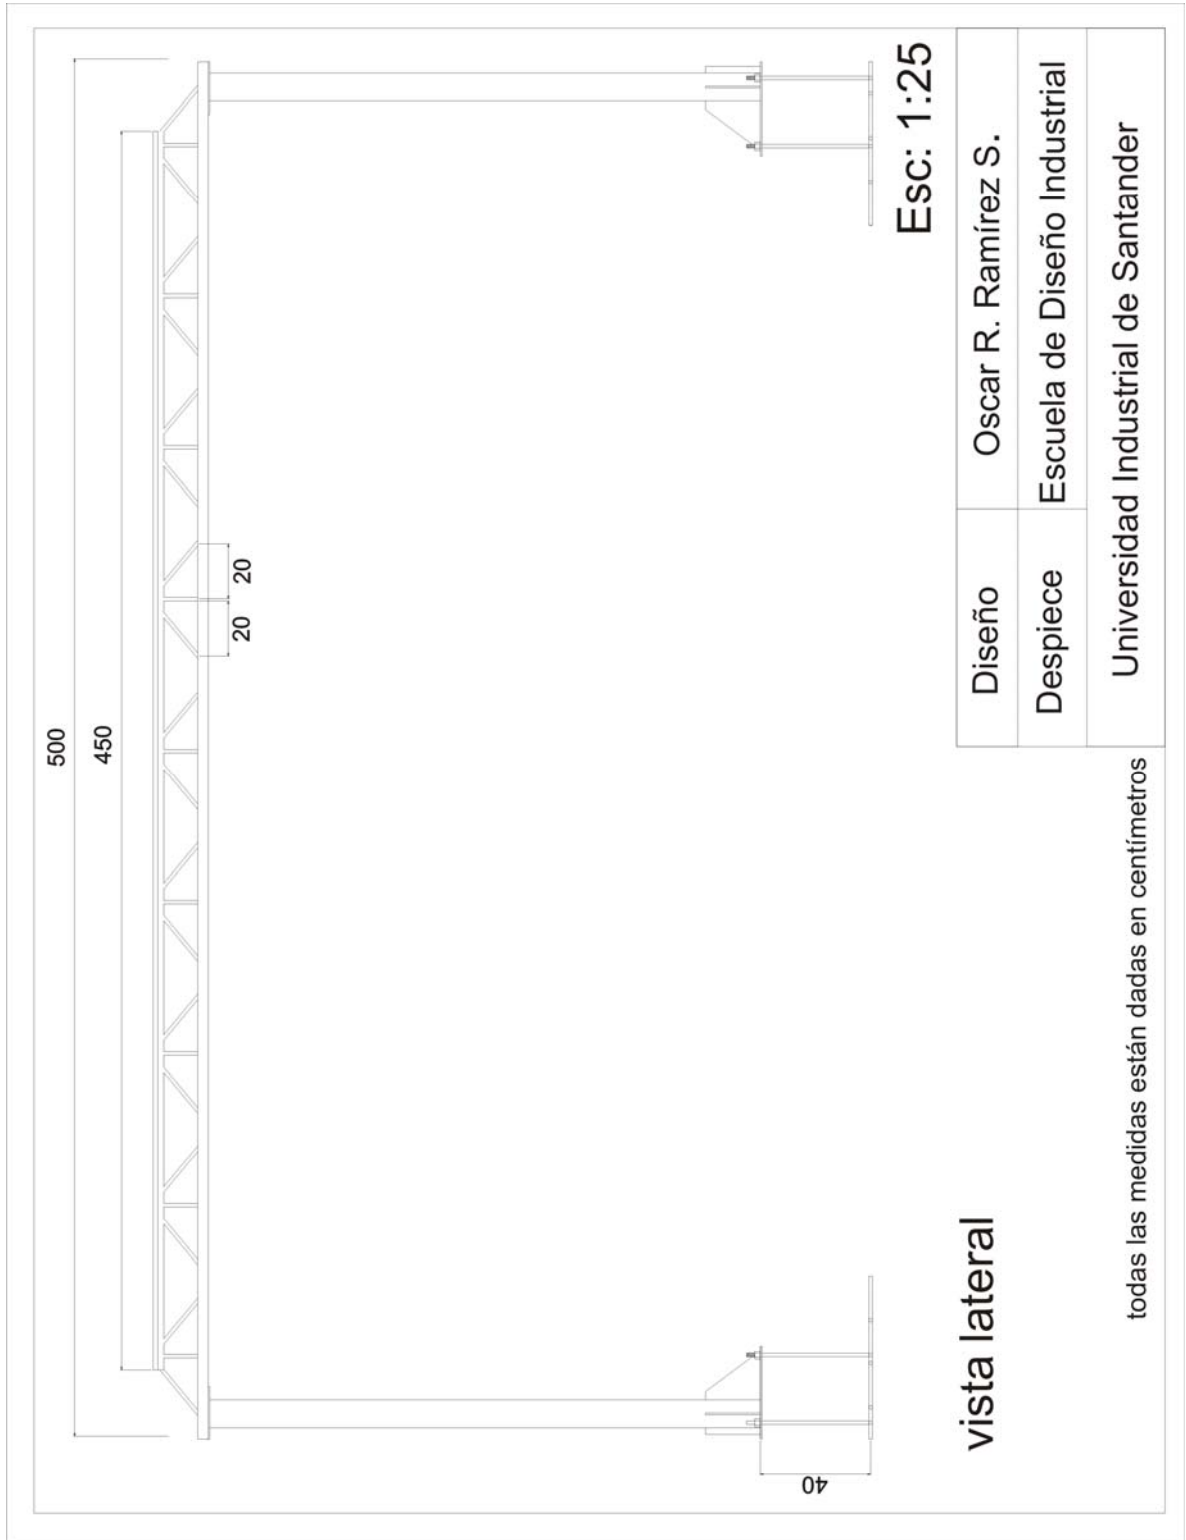 500
450
20
20
40
vista lateral
Esc: 1:25
Diseño
Oscar R. Ramírez S.
Despiece
Escuela de Diseño Industrial
Universidad Industrial de Santander
todas las medidas están dadas en centímetros